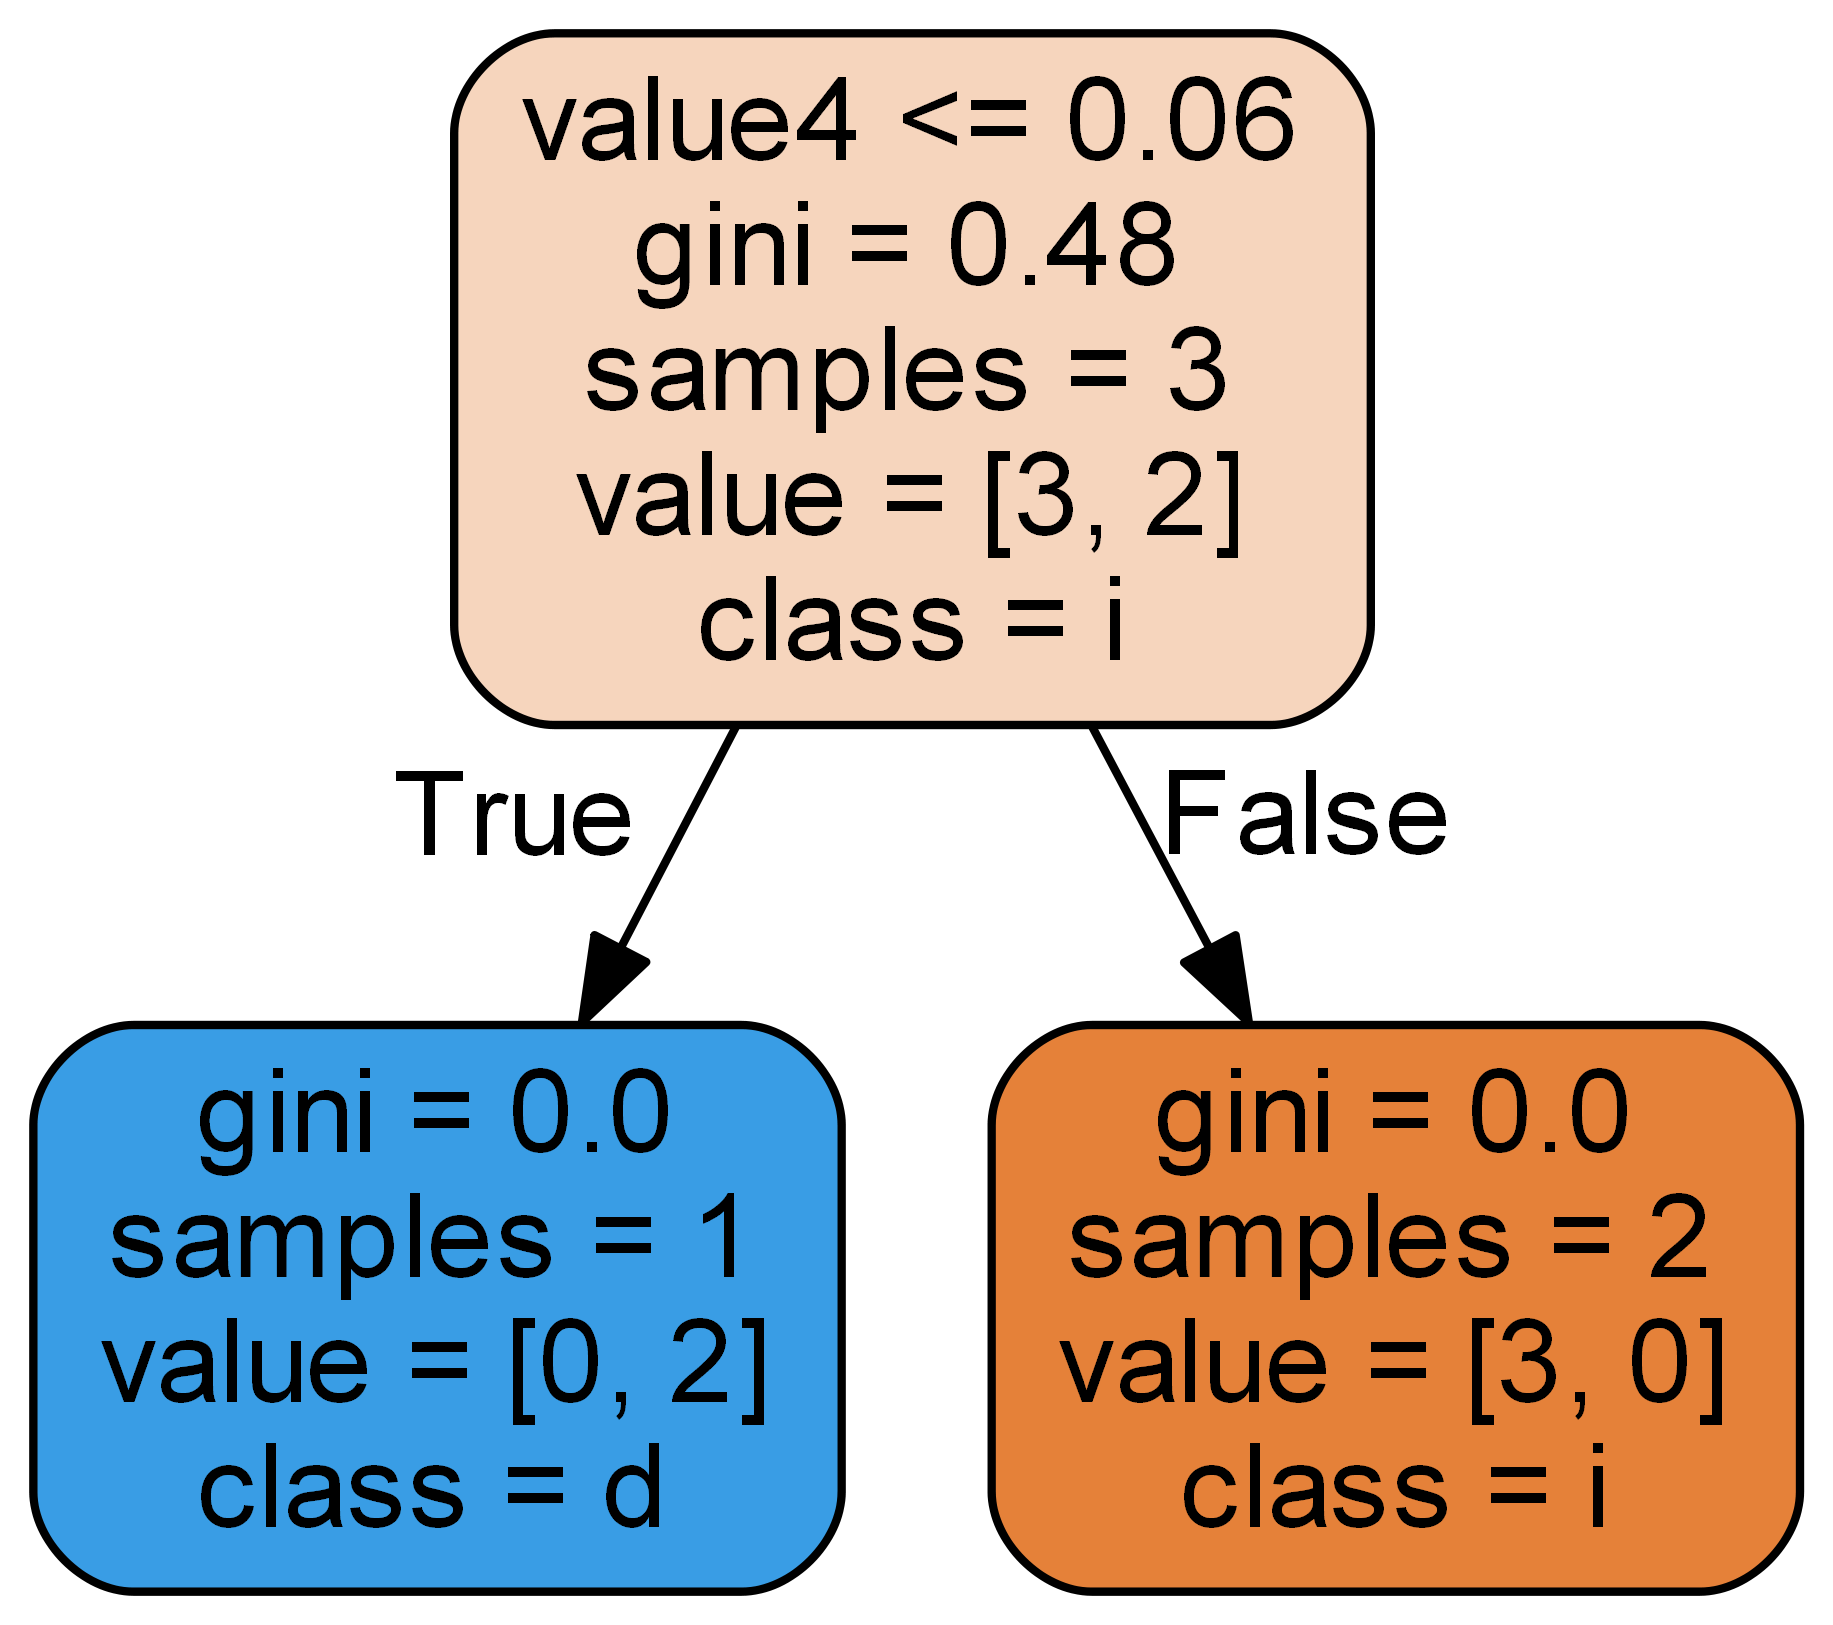 value4 <= 0.06
gini = 0.48
samples = 3
value = [3, 2]
class = i
True
False
gini = 0.0
samples = 1
value = [0, 2]
class = d
gini = 0.0
samples = 2
value = [3, 0]
class = i